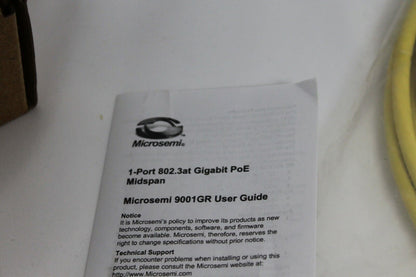 Microsemi®
1-Port 802.3at Gigabit PoE
Midspan
Microsemi 9001GR User Guide
Notice
It is Microsemi's policy to improve its products as new
technology, components, software, and firmware
become available. Microsemi, therefore, reserves the
right to change specifications without prior notice.
Technical Support
If you encounter problems when installing or using this
product, please consult the Microsemi website at:
http://www.Microsemi.com